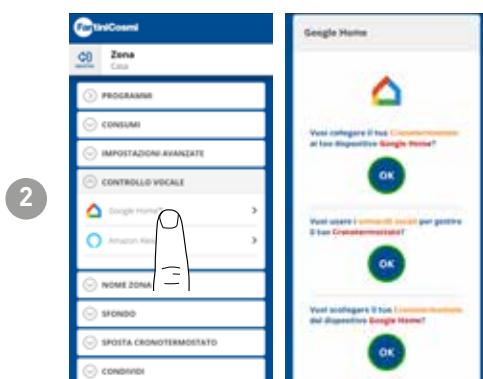 2
FantiniCosmi
Zona
Casa
PROGRAMMI
CONSUMI
IMPOSTAZIONI AVANZATE
CONTROLLO VOCALE
Google Home
Amazon Alexa
NOME ZONA
SFONDO
SPOSTA CRONOTERMOSTATO
CONDIVIDI
Google Home
Vuoi collegare il tuo Cronotermostato
al tuo dispositivo Google Home?
OK
Vuoi usare i comandi vocali per gestire
il tuo Cronotermostato?
OK
Vuoi scollegare il tuo Cronotermostato
dal dispositivo Google Home?
OK